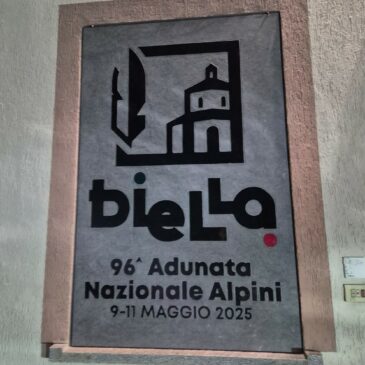 biella
96^ Adunata
Nazionale Alpini
9-11 MAGGIO 2025